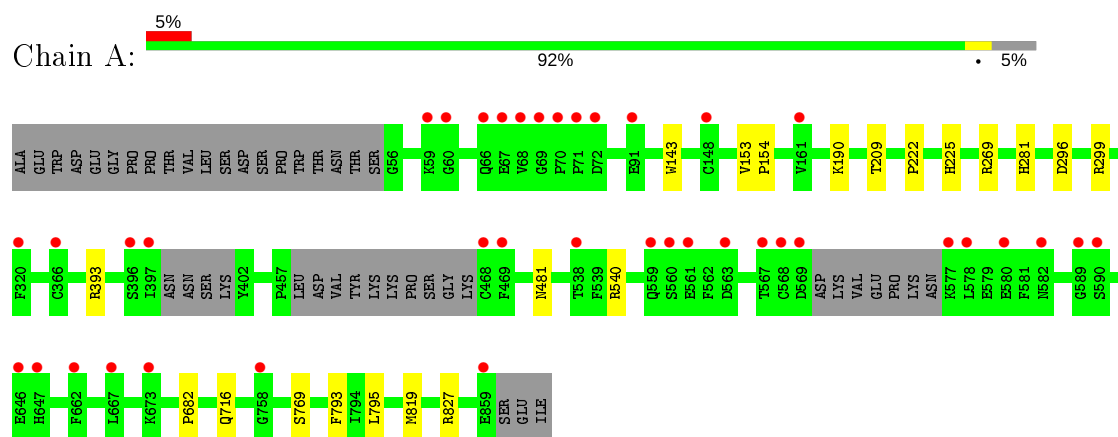 5%
Chain A:
92% • 5%
ALA GLU TRP ASP GLU GLY PRO PRO THR VAL LEU SER ASP SER PRO TRP THR ASN THR SER G56 K59 G60 Q66 E67 V68 G69 P70 P71 D72 E91 W143 C148 V153 P154 V161 K190 T209 P222 H225 R269 H281 D296 R299
F320 C366 R393 S396 I397 ASN ASN SER LYS Y402 P457 LEU ASP VAL TYR LYS LYS PRO SER GLY LYS C468 F469 N481 T538 F539 R540 Q559 S560 E561 F562 D563 T567 C568 D569 ASP LYS VAL GLU PRO LYS ASN K577 L578 E579 E580 F581 N582 G589 S590
E646 H647 F662 L667 K673 P682 Q716 G758 S769 F793 I794 L795 M819 R827 E859 SER GLU ILE